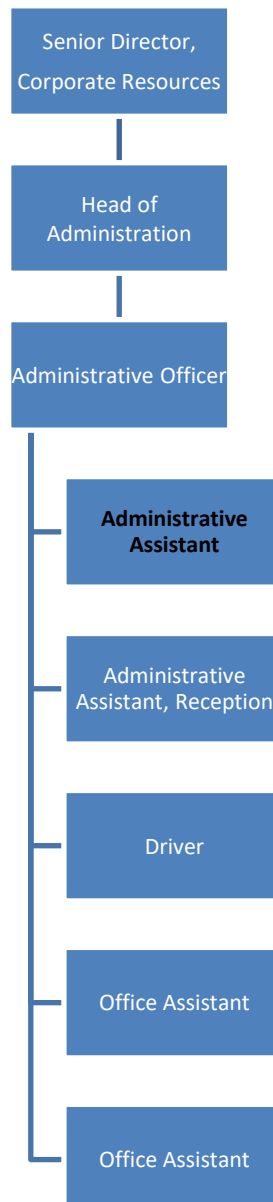 Senior Director,
Corporate Resources
Head of
Administration
Administrative Officer
Administrative
Assistant
Administrative
Assistant, Reception
Driver
Office Assistant
Office Assistant